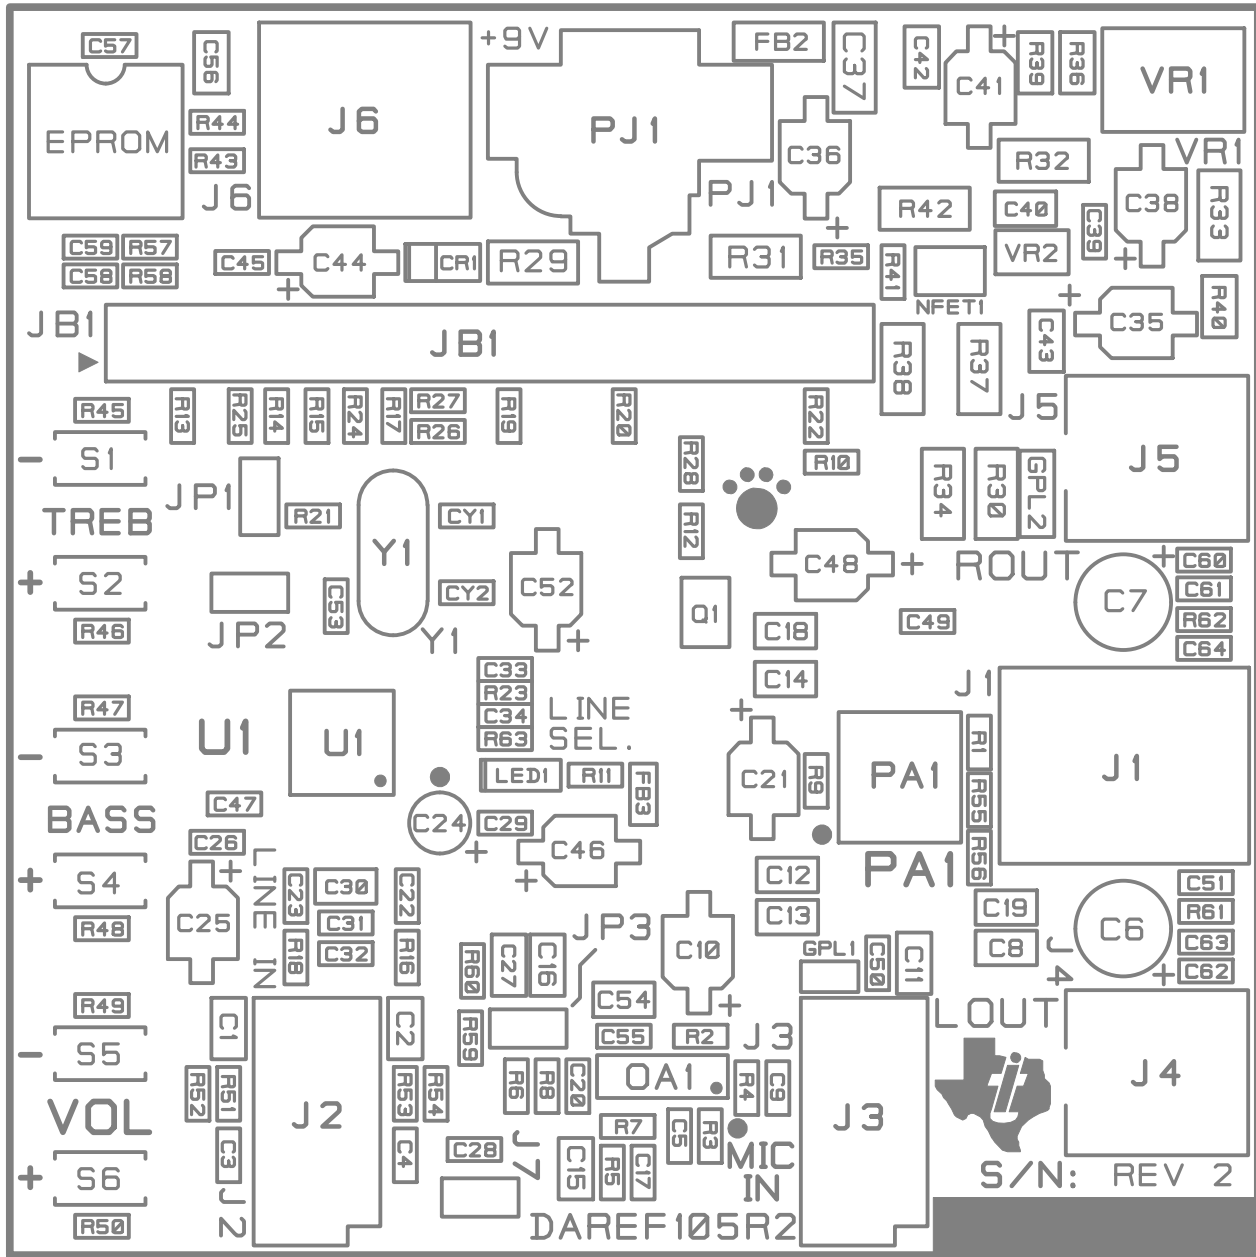 C57
C56
+9V
FB2
C37
C42
+
C41
R39
R36
VR1
EPROM
R44
R43
J6
J6
PJ1
PJ1
C36
+
R32
VR1
R42
C40
C39
C38
+
R33
C59
R57
C58
R58
C45
C44
+
CR1
R29
R31
R35
R41
NFET1
VR2
+
C35
R40
JB1
JB1
R38
R37
C43
R45
R13
R25
R14
R15
R24
R17
R27
R26
R19
R20
R22
J5
J5
- S1
JP1
R21
Y1
CY1
R28
R10
R34
R30
GPL2
TREB
R12
C48
+
ROUT
+
C60
+ S2
C53
CY2
C52
+
Q1
C7
C61
R46
JP2
Y1
C18
C49
R62
C64
C33
R23
C34
R63
C14
J1
R47
LINE
SEL.
+
- S3
U1
U1
LED1
R11
FB3
C21
R9
PA1
PA1
R1
R55
R56
J1
C47
BASS
C26
C24
+
C29
C46
+
+ S4
+
C25
LINE IN
C23
C30
C31
C32
R18
C22
R16
C12
C13
C19
C8
C51
R61
C63
C62
C6
+
J4
R48
JP3
R60
C27
C16
C10
+
GPL1
C50
C11
R49
C54
LOUT
- S5
C1
C2
R59
C55
R2
J3
OA1
R52
R51
J2
R53
R54
R6
R8
C20
R4
C9
J3
J4
VOL
C3
C4
C28
J7
R7
C5
R3
MIC
IN
+ S6
J2
C15
R5
C17
S/N: REV 2
R50
DAREF105R2